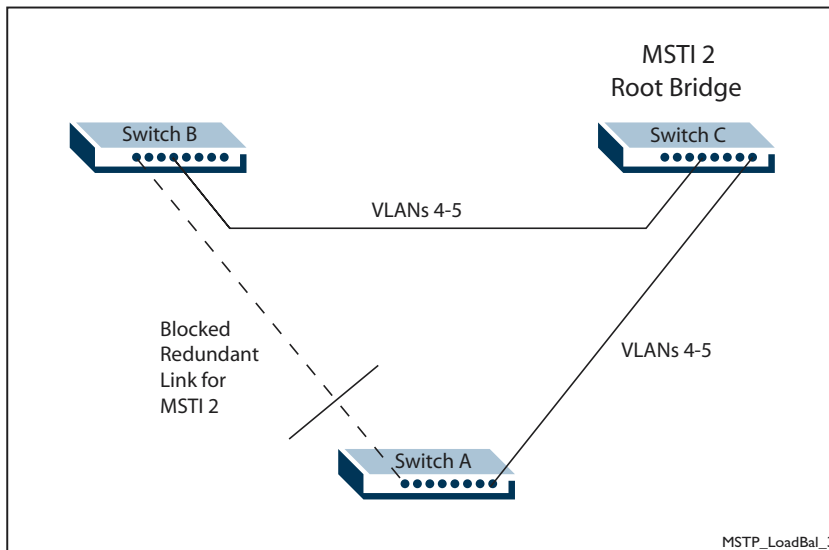 MSTI 2
Root Bridge
Switch B
Switch C
VLANs 4-5
Blocked
Redundant
Link for
MSTI 2
VLANs 4-5
Switch A